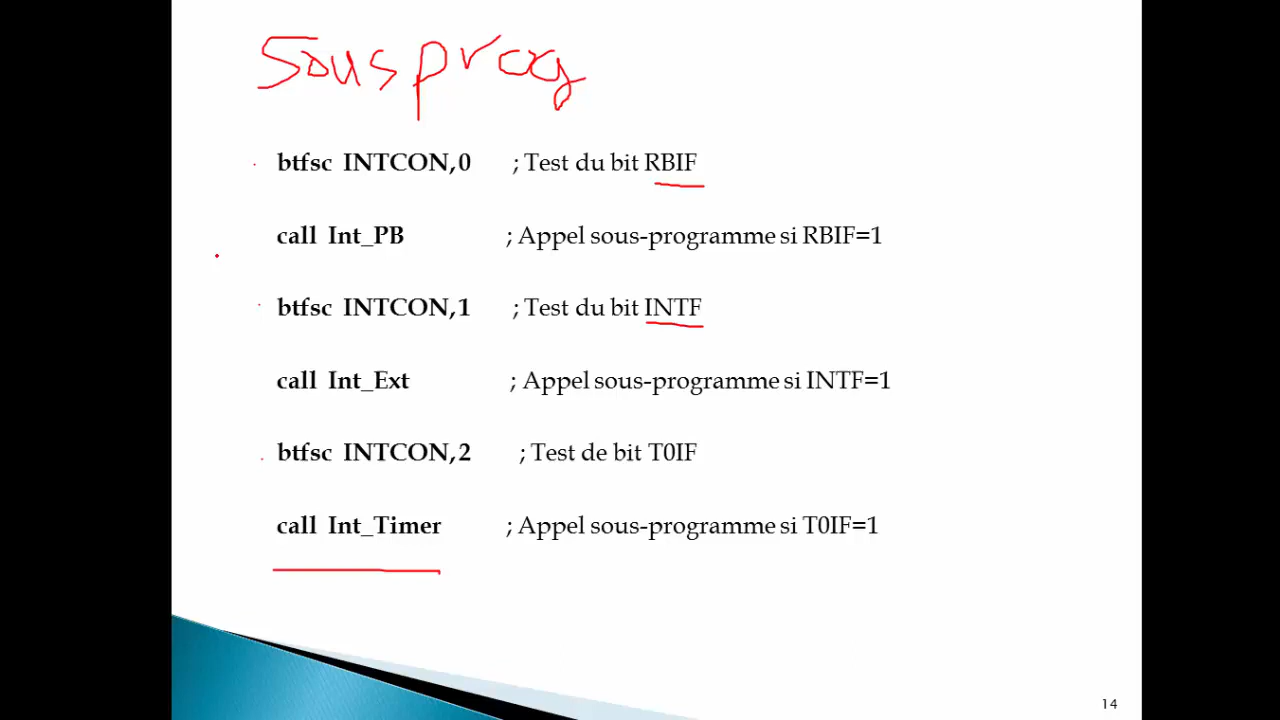 Sous prog
btfsc INTCON,0 ; Test du bit RBIF
call Int_PB ; Appel sous-programme si RBIF=1
btfsc INTCON,1 ; Test du bit INTF
call Int_Ext ; Appel sous-programme si INTF=1
btfsc INTCON,2 ; Test de bit T0IF
call Int_Timer ; Appel sous-programme si T0IF=1
14